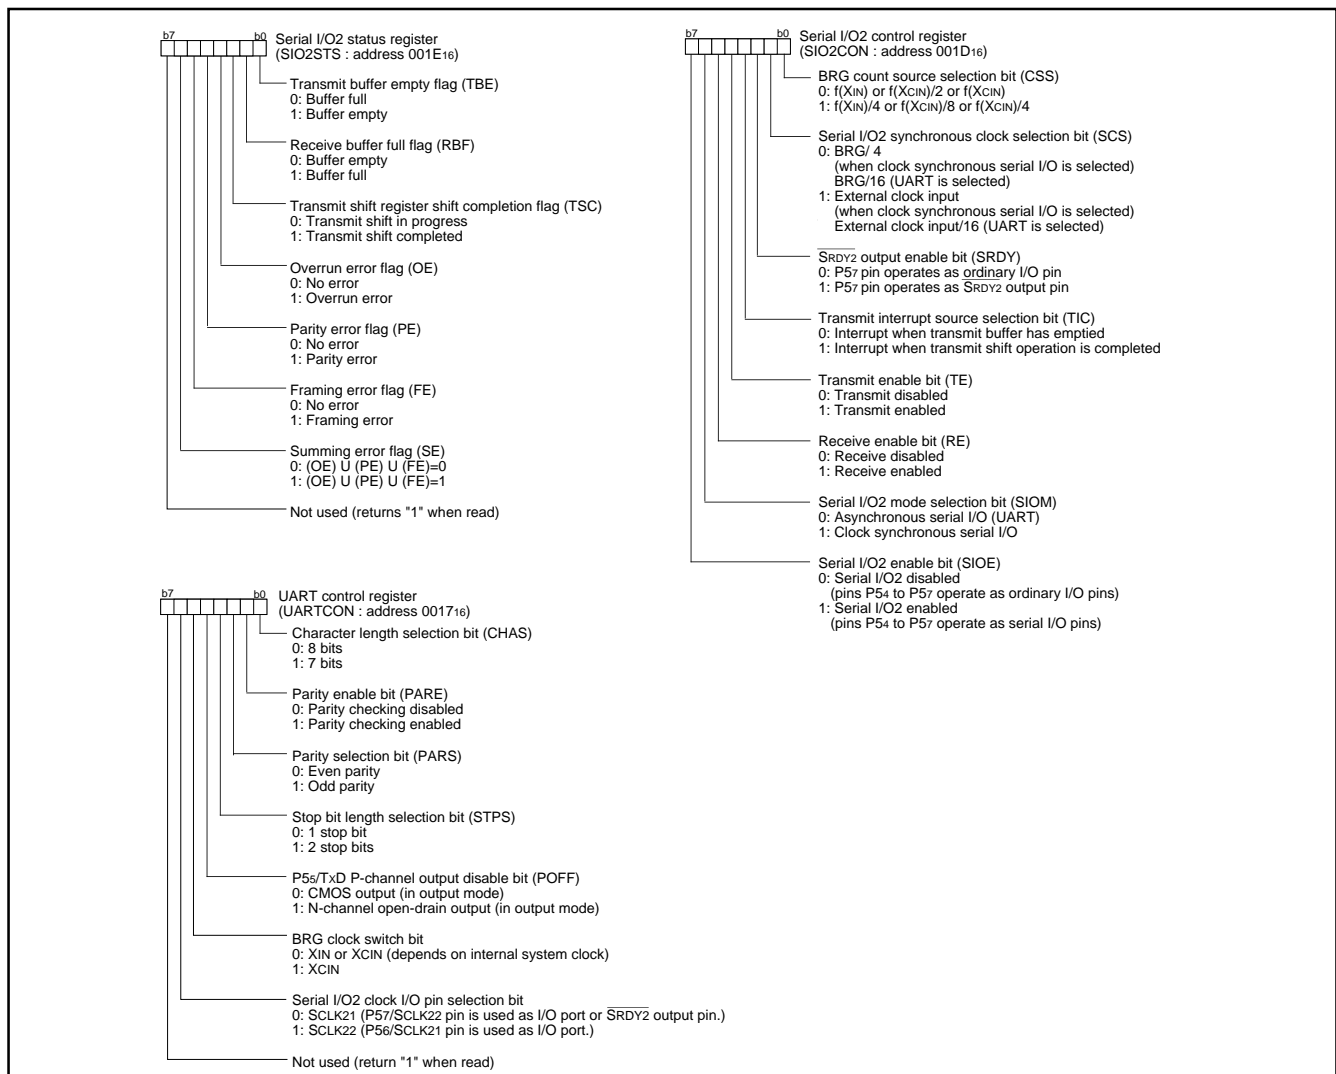 b7 b0 Serial I/O2 status register
(SIO2STS : address 001E16)
Transmit buffer empty flag (TBE)
0: Buffer full
1: Buffer empty
Receive buffer full flag (RBF)
0: Buffer empty
1: Buffer full
Transmit shift register shift completion flag (TSC)
0: Transmit shift in progress
1: Transmit shift completed
Overrun error flag (OE)
0: No error
1: Overrun error
Parity error flag (PE)
0: No error
1: Parity error
Framing error flag (FE)
0: No error
1: Framing error
Summing error flag (SE)
0: (OE) U (PE) U (FE)=0
1: (OE) U (PE) U (FE)=1
Not used (returns "1" when read)
b7 b0 UART control register
(UARTCON : address 001716)
Character length selection bit (CHAS)
0: 8 bits
1: 7 bits
Parity enable bit (PARE)
0: Parity checking disabled
1: Parity checking enabled
Parity selection bit (PARS)
0: Even parity
1: Odd parity
Stop bit length selection bit (STPS)
0: 1 stop bit
1: 2 stop bits
P55/TXD P-channel output disable bit (POFF)
0: CMOS output (in output mode)
1: N-channel open-drain output (in output mode)
BRG clock switch bit
0: XIN or XCIN (depends on internal system clock)
1: XCIN
Serial I/O2 clock I/O pin selection bit
0: SCLK21 (P57/SCLK22 pin is used as I/O port or SRDY2 output pin.)
1: SCLK22 (P56/SCLK21 pin is used as I/O port.)
Not used (return "1" when read)
b7 b0 Serial I/O2 control register
(SIO2CON : address 001D16)
BRG count source selection bit (CSS)
0: f(XIN) or f(XCIN)/2 or f(XCIN)
1: f(XIN)/4 or f(XCIN)/8 or f(XCIN)/4
Serial I/O2 synchronous clock selection bit (SCS)
0: BRG/ 4
(when clock synchronous serial I/O is selected)
BRG/16 (UART is selected)
1: External clock input
(when clock synchronous serial I/O is selected)
External clock input/16 (UART is selected)
SRDY2 output enable bit (SRDY)
0: P57 pin operates as ordinary I/O pin
1: P57 pin operates as SRDY2 output pin
Transmit interrupt source selection bit (TIC)
0: Interrupt when transmit buffer has emptied
1: Interrupt when transmit shift operation is completed
Transmit enable bit (TE)
0: Transmit disabled
1: Transmit enabled
Receive enable bit (RE)
0: Receive disabled
1: Receive enabled
Serial I/O2 mode selection bit (SIOM)
0: Asynchronous serial I/O (UART)
1: Clock synchronous serial I/O
Serial I/O2 enable bit (SIOE)
0: Serial I/O2 disabled
(pins P54 to P57 operate as ordinary I/O pins)
1: Serial I/O2 enabled
(pins P54 to P57 operate as serial I/O pins)